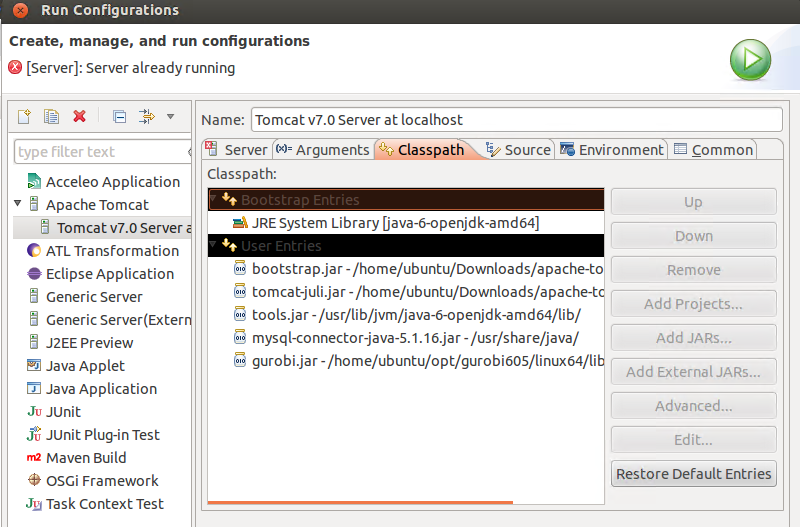 Run Configurations
Create, manage, and run configurations
[Server]: Server already running
Name: Tomcat v7.0 Server at localhost
type filter text
Server (x)= Arguments Classpath Source Environment Common
Classpath:
Acceleo Application
Apache Tomcat
Tomcat v7.0 Server a
ATL Transformation
Eclipse Application
Generic Server
Generic Server(Extern
J2EE Preview
Java Applet
Java Application
JUnit
JUnit Plug-in Test
Maven Build
OSGi Framework
Task Context Test
Bootstrap Entries
JRE System Library [java-6-openjdk-amd64]
User Entries
bootstrap.jar - /home/ubuntu/Downloads/apache-to
tomcat-juli.jar - /home/ubuntu/Downloads/apache-to
tools.jar - /usr/lib/jvm/java-6-openjdk-amd64/lib/
mysql-connector-java-5.1.16.jar - /usr/share/java/
gurobi.jar - /home/ubuntu/opt/gurobi605/linux64/lib
Up
Down
Remove
Add Projects...
Add JARs...
Add External JARs...
Advanced...
Edit...
Restore Default Entries